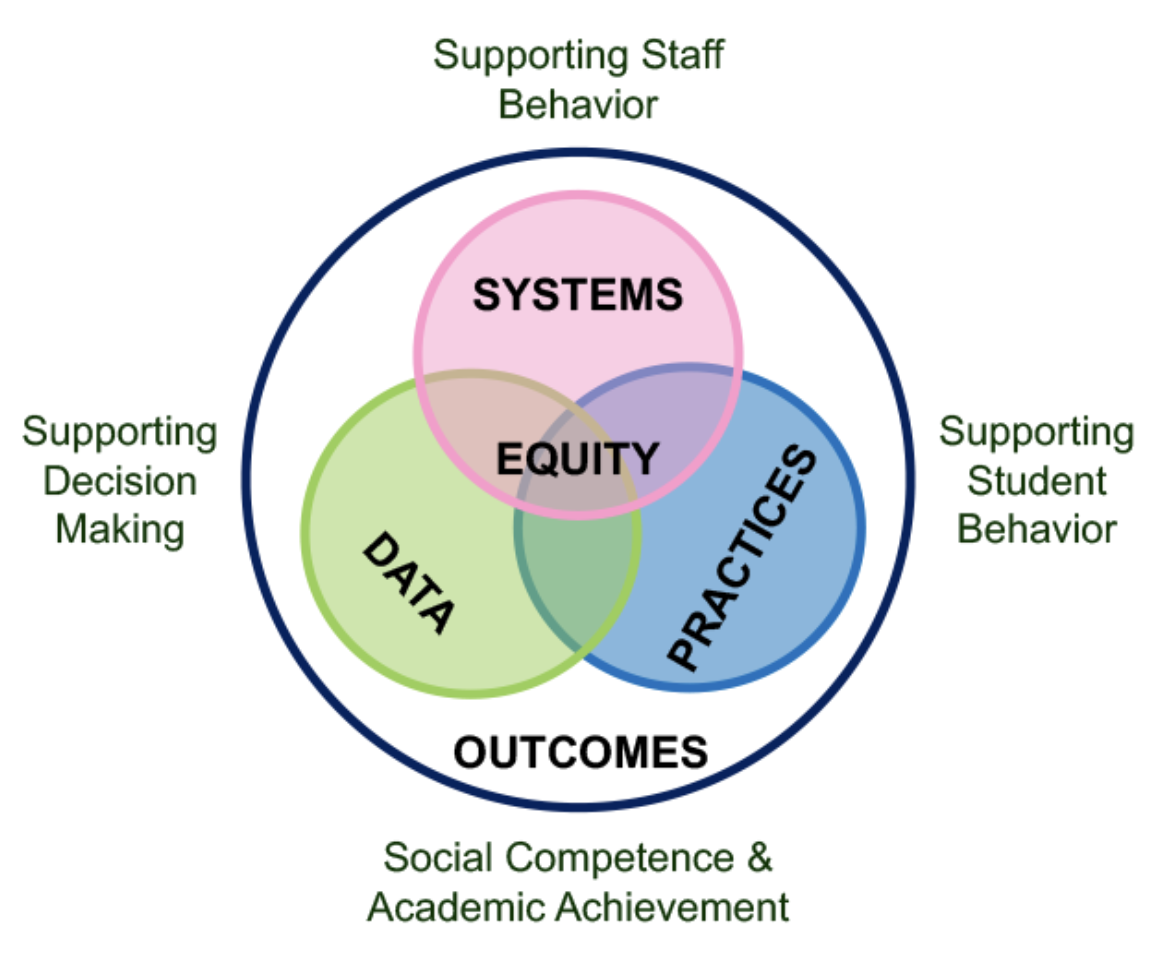 Supporting Staff
Behavior
SYSTEMS
EQUITY
Supporting
Decision
Making
DATA
PRACTICES
Supporting
Student
Behavior
OUTCOMES
Social Competence &
Academic Achievement